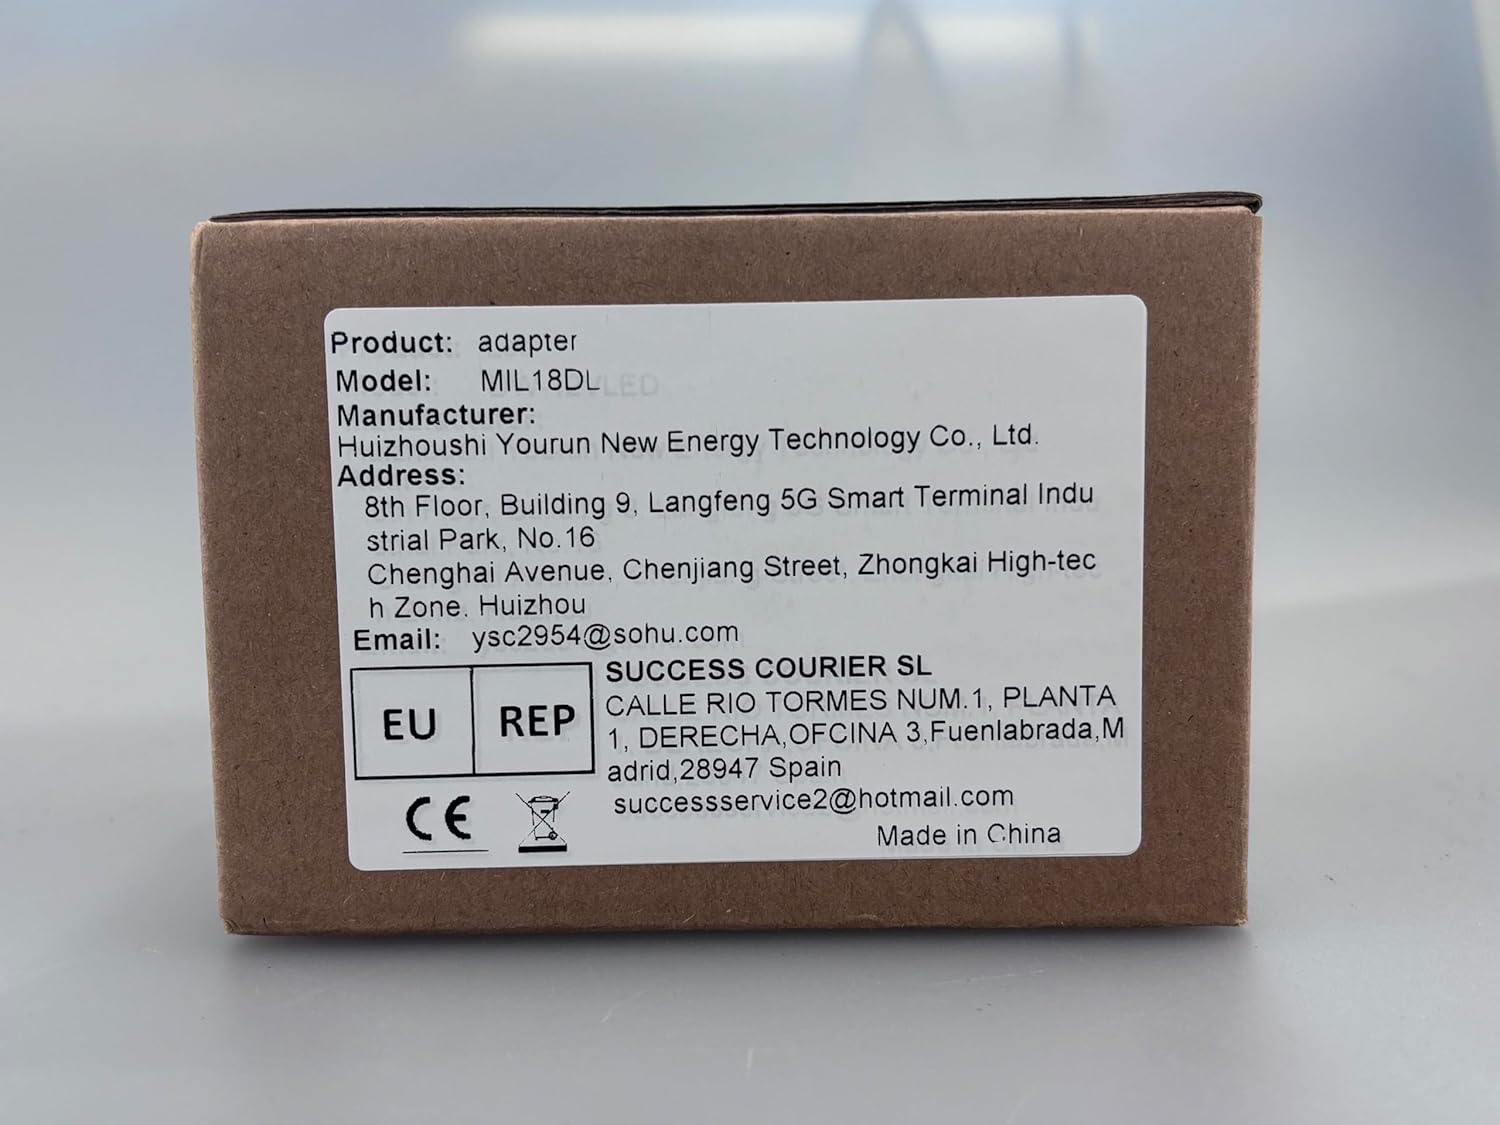 Product: adapter
Model: MIL18DL
Manufacturer:
Huizhoushi Yourun New Energy Technology Co., Ltd.
Address:
8th Floor, Building 9, Langfeng 5G Smart Terminal Indu
strial Park, No.16
Chenghai Avenue, Chenjiang Street, Zhongkai High-tec
h Zone. Huizhou
Email: ysc2954@sohu.com
EU REP
SUCCESS COURIER SL
CALLE RIO TORMES NUM.1, PLANTA
1, DERECHA,OFCINA 3,Fuenlabrada,M
adrid,28947 Spain
successservice2@hotmail.com
CE
Made in China